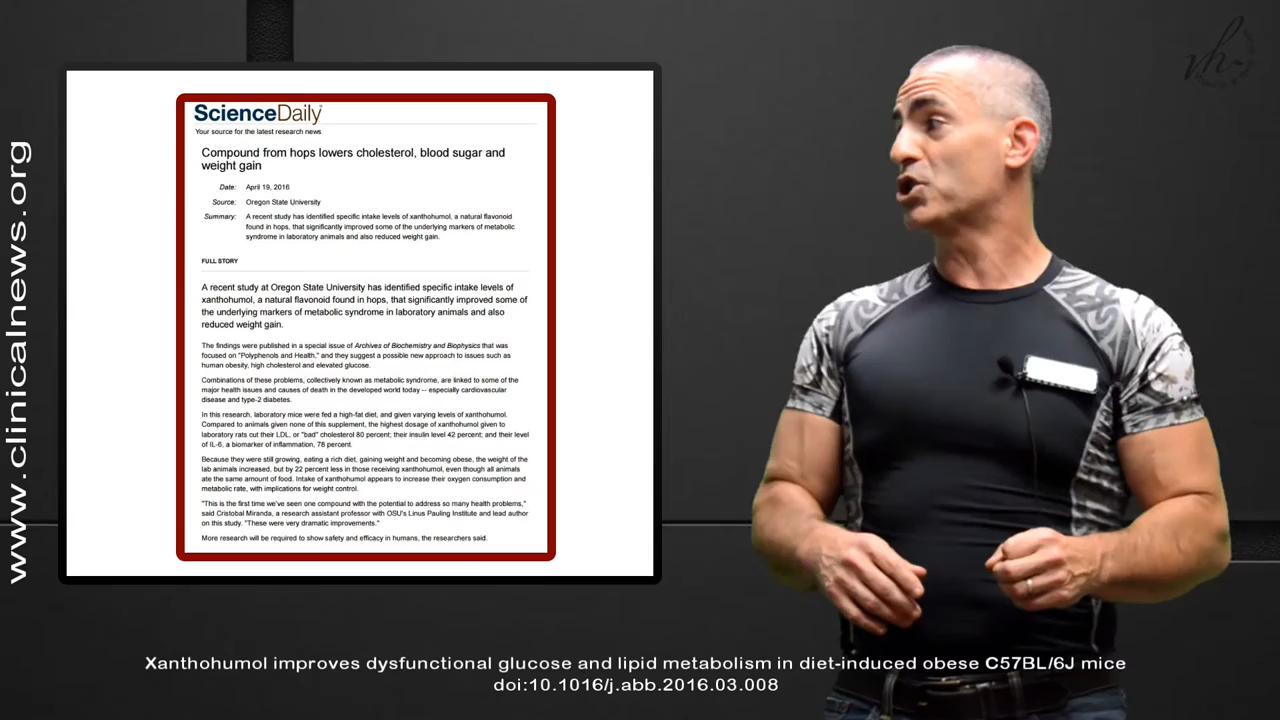 www.clinicalnews.org
vh
ScienceDaily
Your source for the latest research news
Compound from hops lowers cholesterol, blood sugar and
weight gain
Date: April 19, 2016
Source: Oregon State University
Summary: A recent study has identified specific intake levels of xanthohumol, a natural flavonoid
found in hops, that significantly improved some of the underlying markers of metabolic
syndrome in laboratory animals and also reduced weight gain.
FULL STORY
A recent study at Oregon State University has identified specific intake levels of
xanthohumol, a natural flavonoid found in hops, that significantly improved some of
the underlying markers of metabolic syndrome in laboratory animals and also
reduced weight gain.
The findings were published in a special issue of Archives of Biochemistry and Biophysics that was
focused on "Polyphenols and Health," and they suggest a possible new approach to issues such as
human obesity, high cholesterol and elevated glucose.
Combinations of these problems, collectively known as metabolic syndrome, are linked to some of the
major health issues and causes of death in the developed world today -- especially cardiovascular
disease and type-2 diabetes.
In this research, laboratory mice were fed a high-fat diet, and given varying levels of xanthohumol.
Compared to animals given none of this supplement, the highest dosage of xanthohumol given to
laboratory rats cut their LDL, or "bad" cholesterol 80 percent; their insulin level 42 percent; and their level
of IL-6, a biomarker of inflammation, 78 percent.
Because they were still growing, eating a rich diet, gaining weight and becoming obese, the weight of the
lab animals increased, but by 22 percent less in those receiving xanthohumol, even though all animals
ate the same amount of food. Intake of xanthohumol appears to increase their oxygen consumption and
metabolic rate, with implications for weight control.
"This is the first time we've seen one compound with the potential to address so many health problems,"
said Cristobal Miranda, a research assistant professor with OSU's Linus Pauling Institute and lead author
on this study. "These were very dramatic improvements."
More research will be required to show safety and efficacy in humans, the researchers said.
Xanthohumol improves dysfunctional glucose and lipid metabolism in diet-induced obese C57BL/6J mice
doi:10.1016/j.abb.2016.03.008